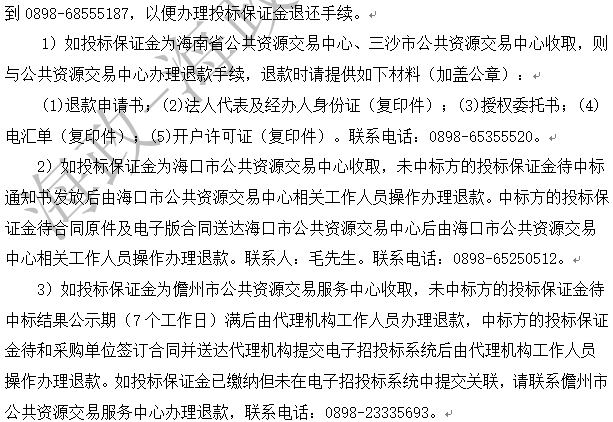 到 0898-68555187，以便办理投标保证金退还手续。
1）如投标保证金为海南省公共资源交易中心、三沙市公共资源交易中心收取，则
与公共资源交易中心办理退款手续，退款时请提供如下材料（加盖公章）：
(1)退款申请书；(2)法人代表及经办人身份证（复印件）；(3)授权委托书；(4)
电汇单（复印件）；(5)开户许可证（复印件）。联系电话：0898-65355520。
2）如投标保证金为海口市公共资源交易中心收取，未中标方的投标保证金待中标
通知书发放后由海口市公共资源交易中心相关工作人员操作办理退款。中标方的投标保
证金待合同原件及电子版合同送达海口市公共资源交易中心后由海口市公共资源交易
中心相关工作人员操作办理退款。联系人：毛先生。联系电话：0898-65250512。
3）如投标保证金为儋州市公共资源交易服务中心收取，未中标方的投标保证金待
中标结果公示期（7 个工作日）满后由代理机构工作人员办理退款，中标方的投标保证
金待和采购单位签订合同并送达代理机构提交电子招投标系统后由代理机构工作人员
操作办理退款。如投标保证金已缴纳但未在电子招投标系统中提交关联，请联系儋州市
公共资源交易服务中心办理退款，联系电话：0898-23335693。
海政-海政